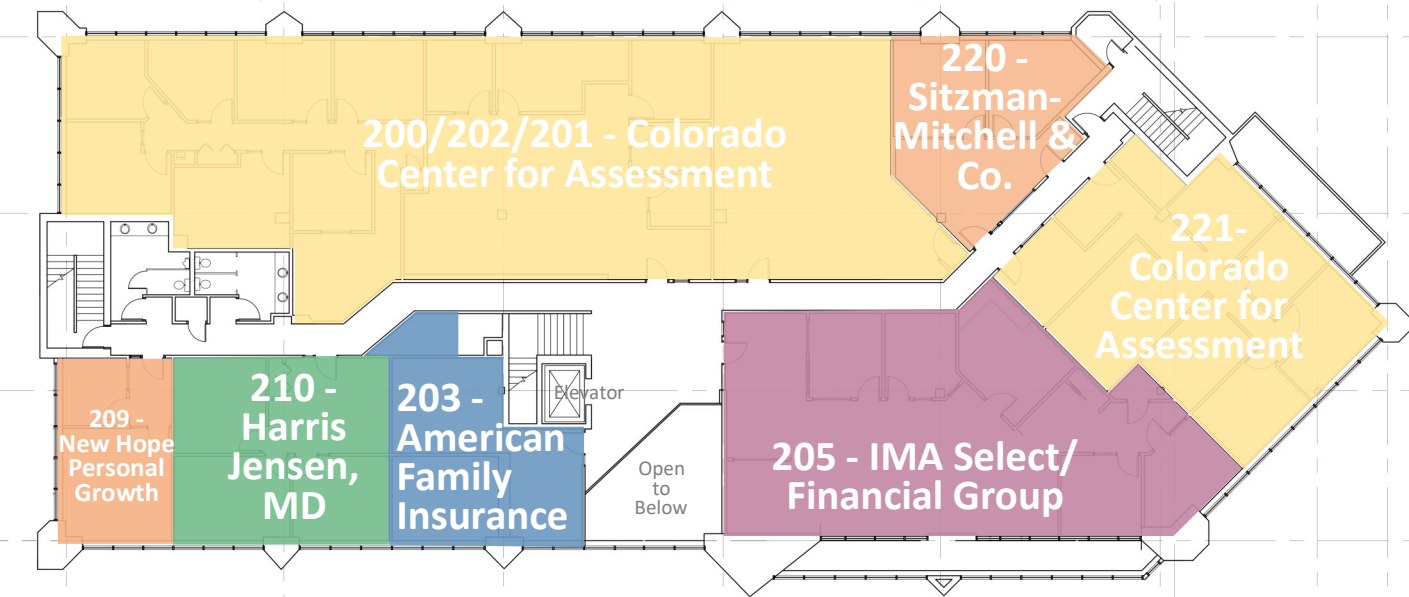 200/202/201 - Colorado
Center for Assessment
220 -
Sitzman-
Mitchell &
Co.
221-
Colorado
Center for
Assessment
209 -
New Hope
Personal
Growth
210 -
Harris
Jensen,
MD
203 -
American
Family
Insurance
Elevator
Open
to
Below
205 - IMA Select/
Financial Group